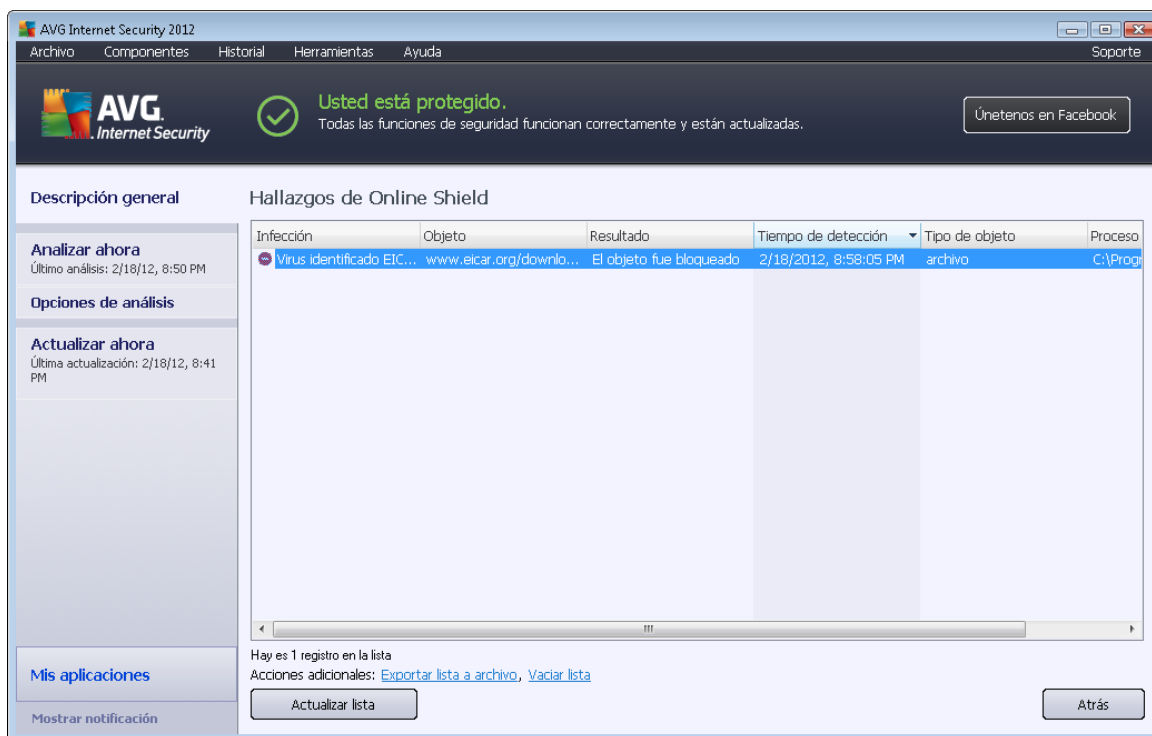 AVG Internet Security 2012
Archivo Componentes Historial Herramientas Ayuda Soporte
AVG.
Internet Security
Usted está protegido.
Todas las funciones de seguridad funcionan correctamente y están actualizadas.
Únetenos en Facebook
Descripción general
Analizar ahora
Último análisis: 2/18/12, 8:50 PM
Opciones de análisis
Actualizar ahora
Última actualización: 2/18/12, 8:41
PM
Mis aplicaciones
Mostrar notificación
Hallazgos de Online Shield
Infección Objeto Resultado Tiempo de detección Tipo de objeto Proceso
Virus identificado EIC... www.eicar.org/downlo... El objeto fue bloqueado 2/18/2012, 8:58:05 PM archivo C:\Progr
Hay es 1 registro en la lista
Acciones adicionales: Exportar lista a archivo, Vaciar lista
Actualizar lista Atrás